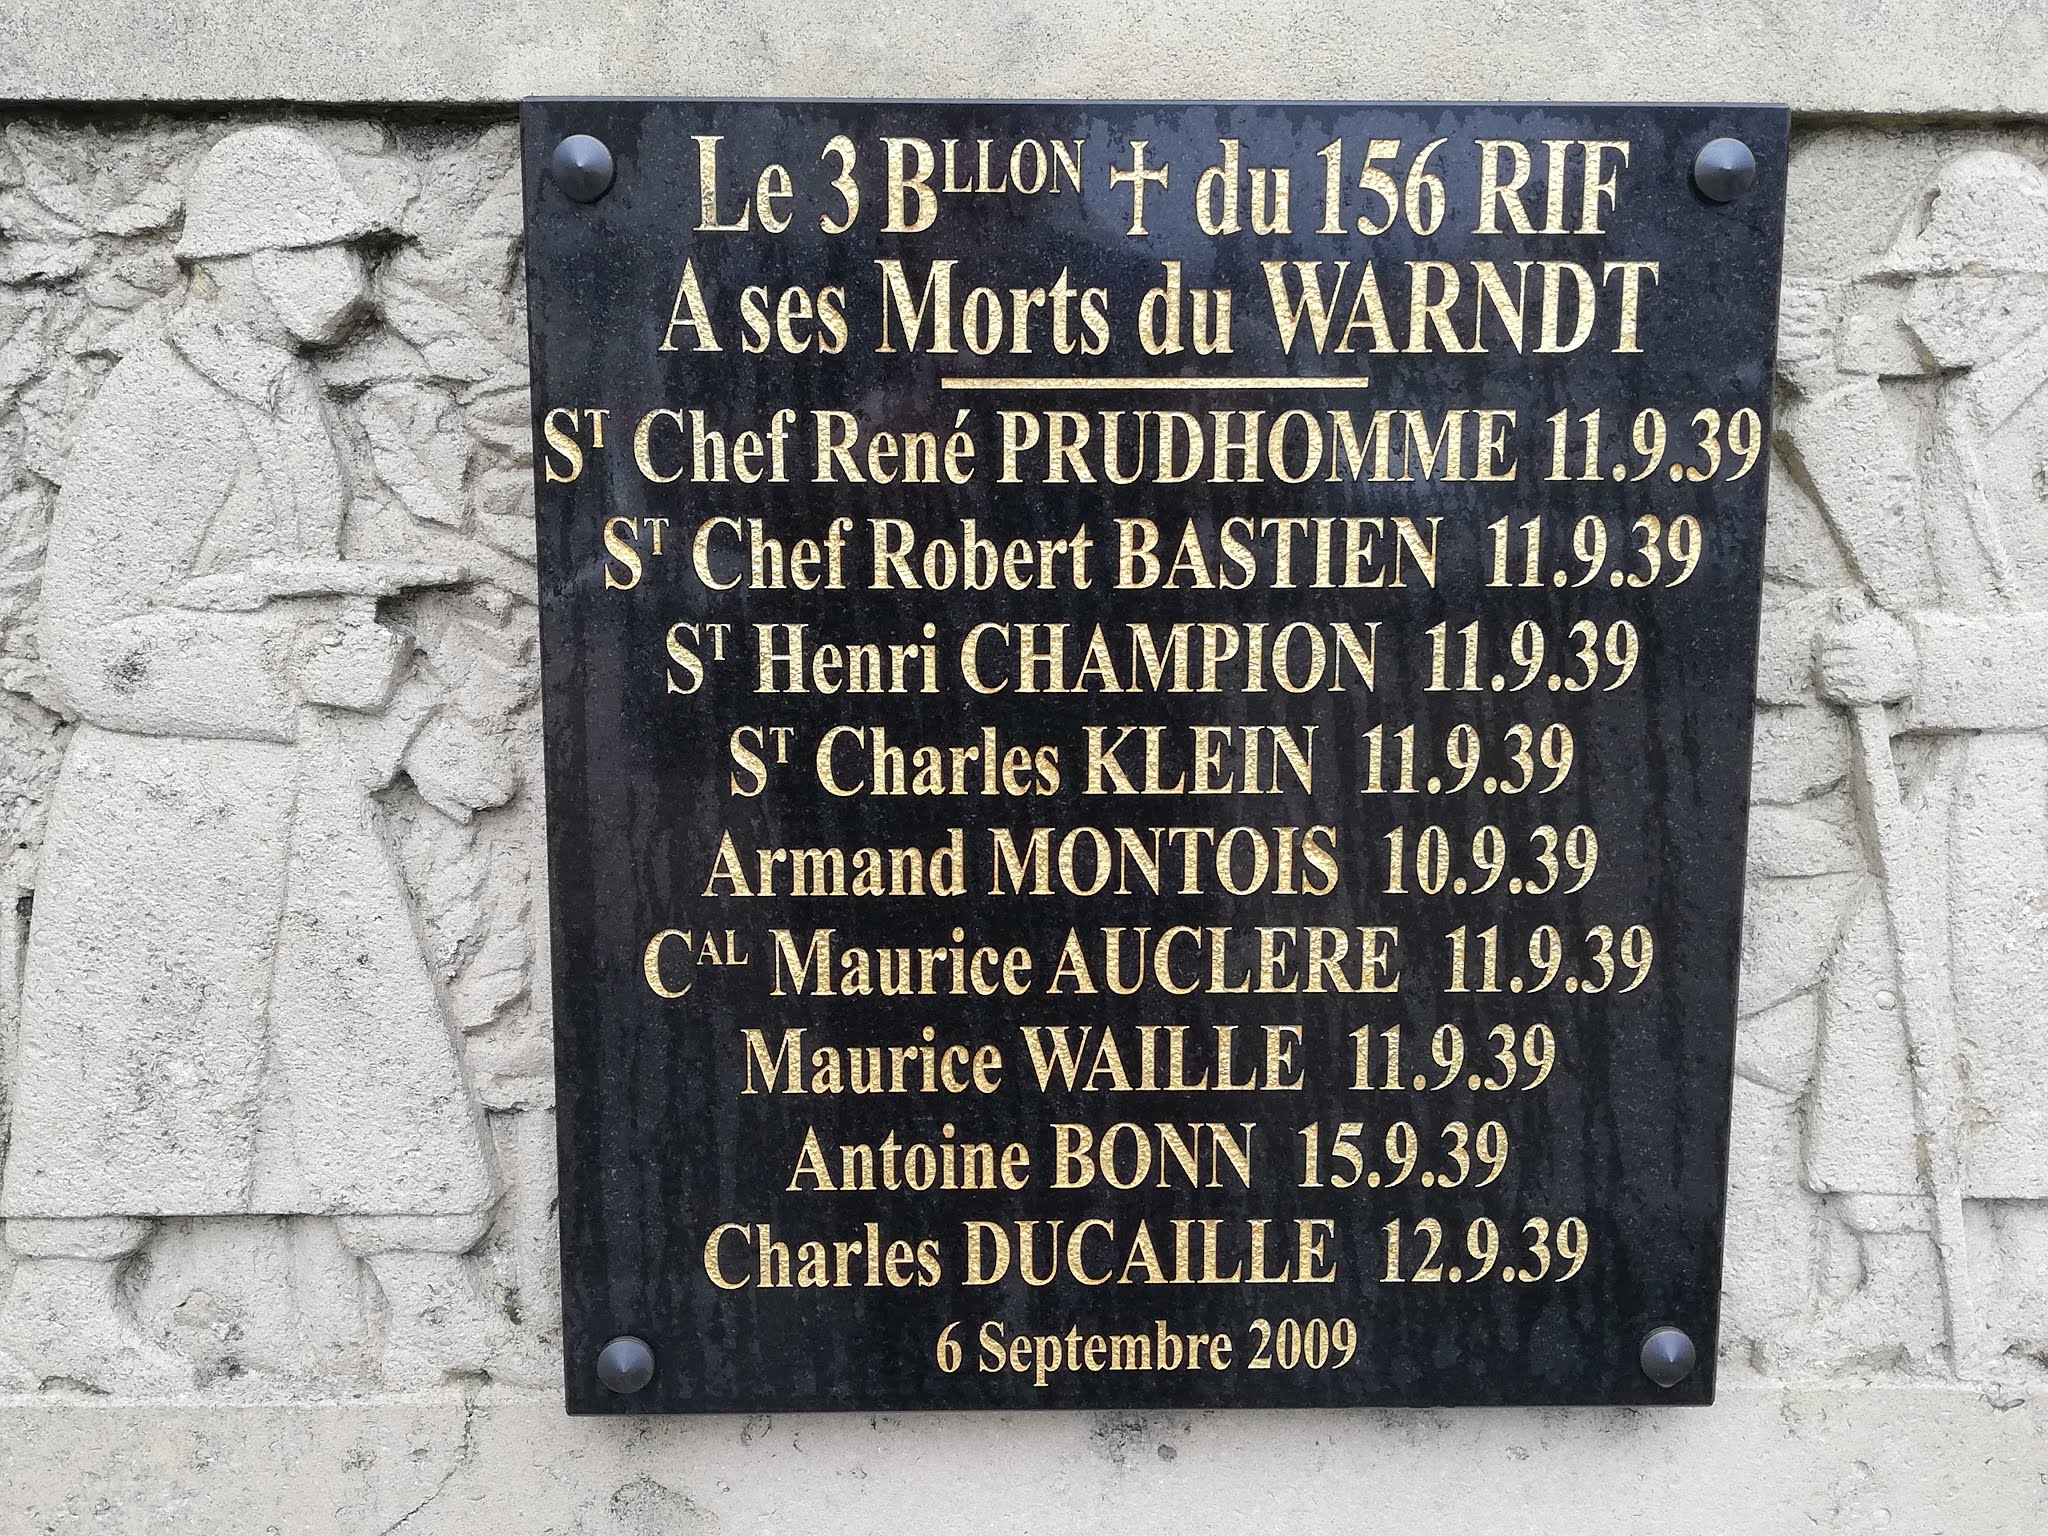 Le 3 BLLON ✝ du 156 RIF
A ses Morts du WARNDT
ST Chef René PRUDHOMME 11.9.39
ST Chef Robert BASTIEN 11.9.39
ST Henri CHAMPION 11.9.39
ST Charles KLEIN 11.9.39
Armand MONTOIS 10.9.39
CAL Maurice AUCLERE 11.9.39
Maurice WAILLE 11.9.39
Antoine BONN 15.9.39
Charles DUCAILLE 12.9.39
6 Septembre 2009